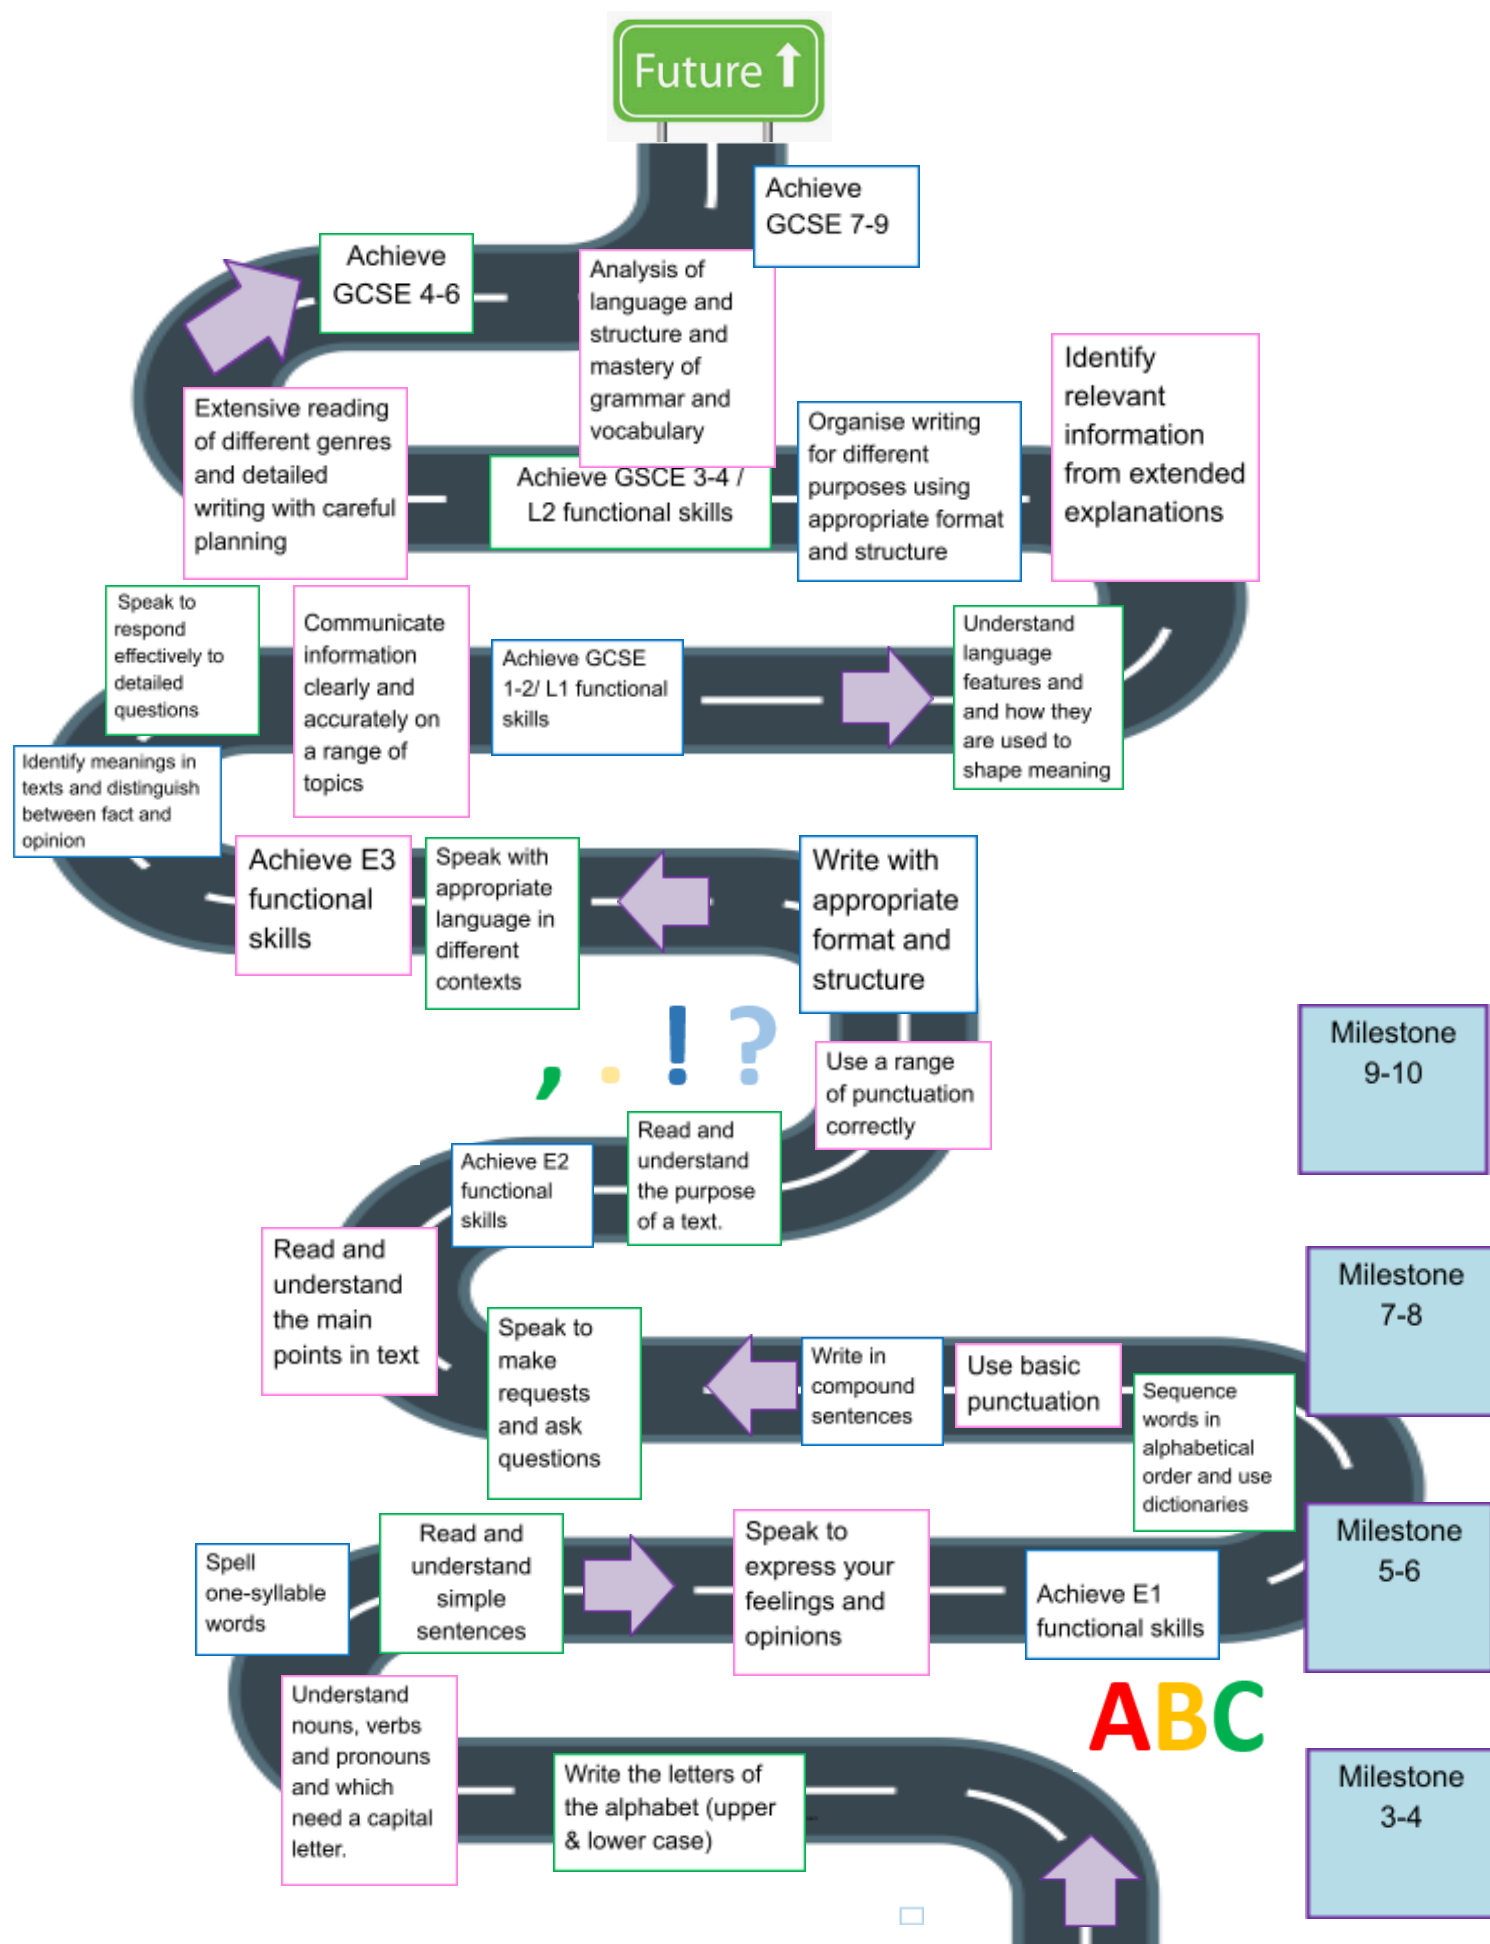 Future
Achieve
GCSE 7-9
Achieve
GCSE 4-6
Analysis of
language and
structure and
mastery of
grammar and
vocabulary
Identify
relevant
information
from extended
explanations
Extensive reading
of different genres
and detailed
writing with careful
planning
Achieve GSCE 3-4 /
L2 functional skills
Organise writing
for different
purposes using
appropriate format
and structure
Speak to
respond
effectively to
detailed
questions
Communicate
information
clearly and
accurately on
a range of
topics
Achieve GCSE
1-2/ L1 functional
skills
Understand
language
features and
and how they
are used to
shape meaning
Identify meanings in
texts and distinguish
between fact and
opinion
Achieve E3
functional
skills
Speak with
appropriate
language in
different
contexts
Write with
appropriate
format and
structure
, . ! ?
Use a range
of punctuation
correctly
Milestone
9-10
Achieve E2
functional
skills
Read and
understand
the purpose
of a text.
Read and
understand
the main
points in text
Milestone
7-8
Speak to
make
requests
and ask
questions
Write in
compound
sentences
Use basic
punctuation
Sequence
words in
alphabetical
order and use
dictionaries
Spell
one-syllable
words
Read and
understand
simple
sentences
Speak to
express your
feelings and
opinions
Achieve E1
functional skills
Milestone
5-6
ABC
Understand
nouns, verbs
and pronouns
and which
need a capital
letter.
Write the letters of
the alphabet (upper
& lower case)
Milestone
3-4